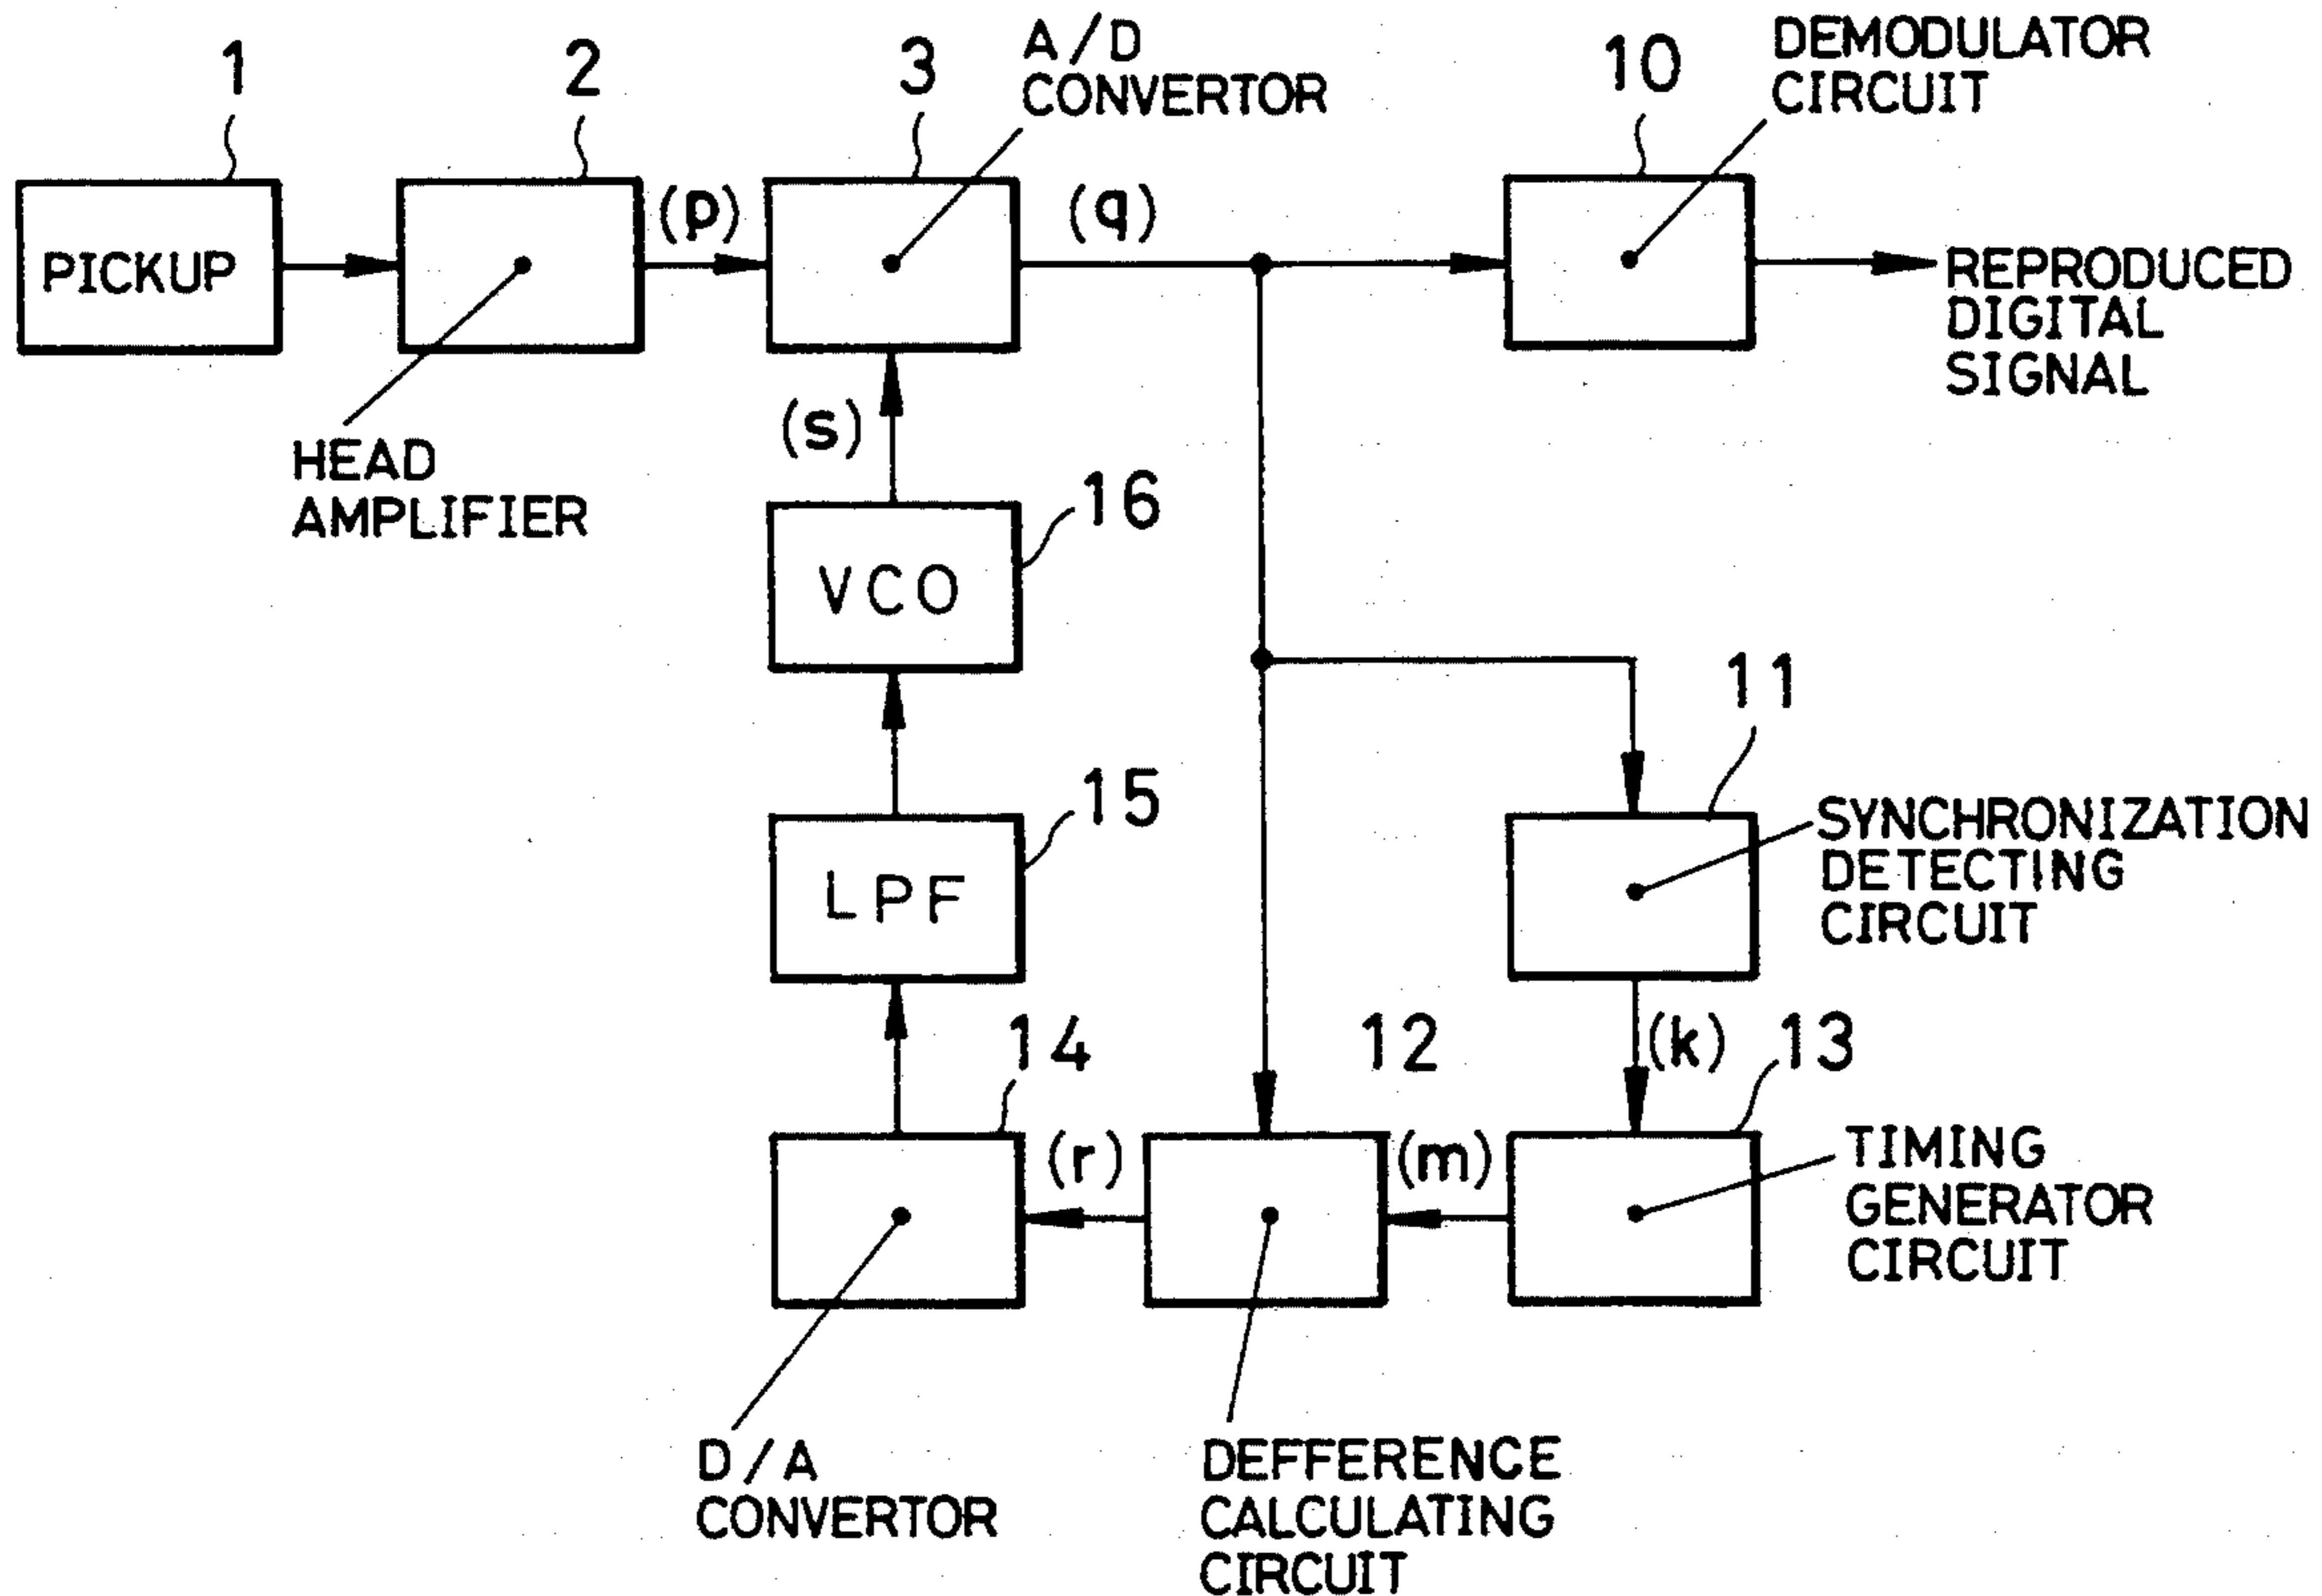 1
2
3
A/D
CONVERTOR
10
DEMODULATOR
CIRCUIT
PICKUP
(p)
(q)
REPRODUCED
DIGITAL
SIGNAL
HEAD
AMPLIFIER
(s)
16
VCO
11
15
LPF
SYNCHRONIZATION
DETECTING
CIRCUIT
14
12
(k)
13
(r)
(m)
TIMING
GENERATOR
CIRCUIT
D/A
CONVERTOR
DEFFERENCE
CALCULATING
CIRCUIT